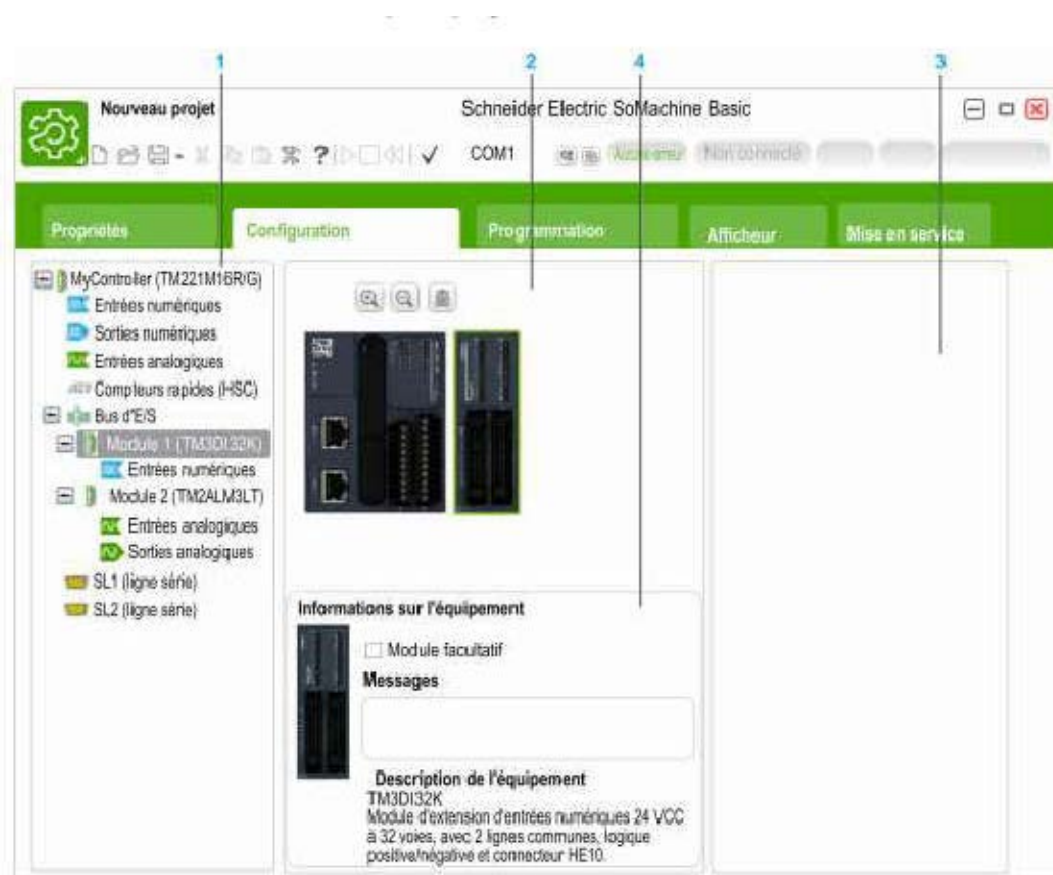 1 2 4 3
Nouveau projet
Schneider Electric SoMachine Basic
COM1
Aucune erreur
Non connecté
Propriétés
Configuration
Programmation
Afficheur
Mise en service
MyController (TM221M16R/G)
Entrées numériques
Sorties numériques
Entrées analogiques
Compteurs rapides (HSC)
Bus d'E/S
Module 1 (TM3DI32K)
Entrées numériques
Module 2 (TM2ALM3LT)
Entrées analogiques
Sorties analogiques
SL1 (ligne série)
SL2 (ligne série)
Informations sur l'équipement
Module facultatif
Messages
Description de l'équipement
TM3DI32K
Module d'extension d'entrées numériques 24 VCC
à 32 voies, avec 2 lignes communes, logique
positive/négative et connecteur HE10.